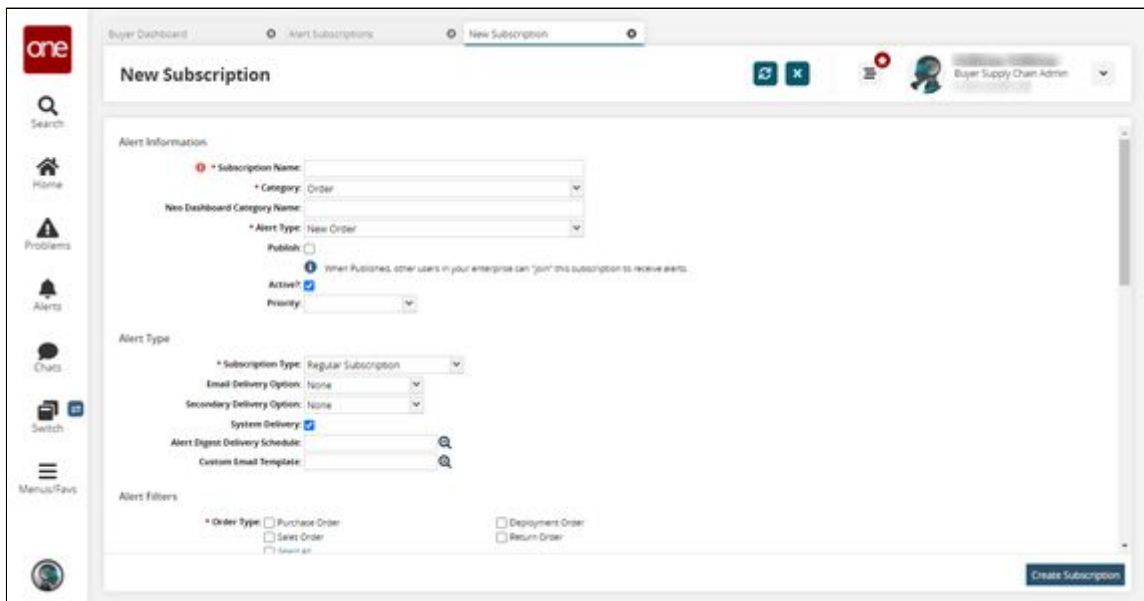 one
Buyer Dashboard
Alert Subscriptions
New Subscription
New Subscription
Buyer Supply Chain Admin
Search
Home
Problems
Alerts
Chats
Switch
Menus/Favs
Alert Information
* Subscription Name:
* Category: Order
Neo Dashboard Category Name:
* Alert Type: New Order
Publish:
When Published, other users in your enterprise can "join" this subscription to receive alerts.
Active?:
Priority:
Alert Type
* Subscription Type: Regular Subscription
Email Delivery Option: None
Secondary Delivery Option: None
System Delivery:
Alert Digest Delivery Schedule:
Custom Email Template:
Alert Filters
* Order Type: Purchase Order Deployment Order
Sales Order Return Order
Select All
Create Subscription